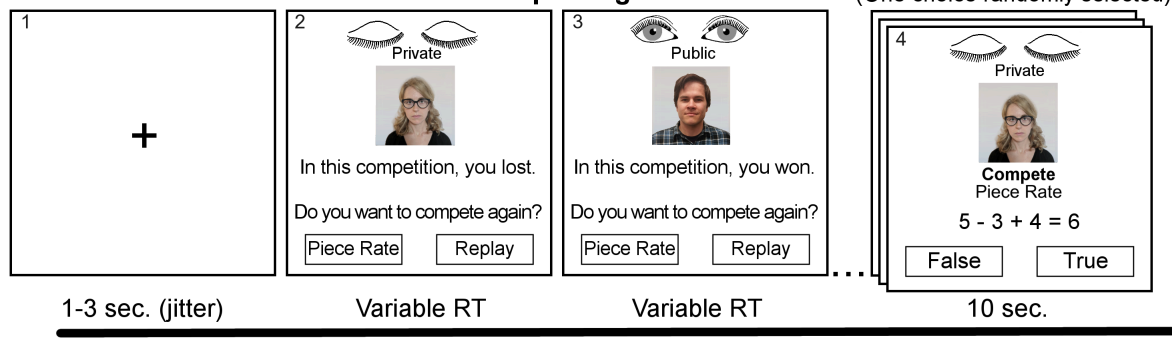 1
+
1-3 sec. (jitter)
2
Private
In this competition, you lost.
Do you want to compete again?
Piece Rate Replay
Variable RT
3
Public
In this competition, you won.
Do you want to compete again?
Piece Rate Replay
Variable RT
....
4
Private
Compete
Piece Rate
5 - 3 + 4 = 6
False True
10 sec.